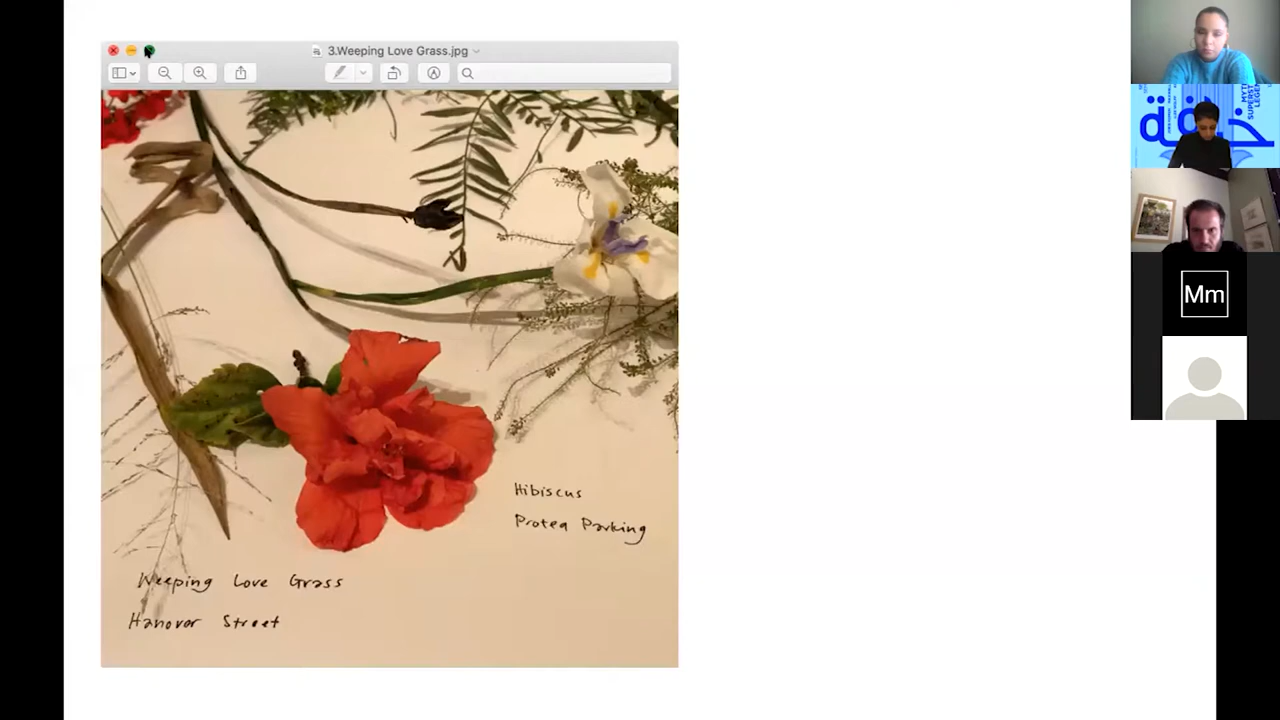 3.Weeping Love Grass.jpg
Hibiscus
Protea Parking
Weeping Love Grass
Hanover Street
Mm